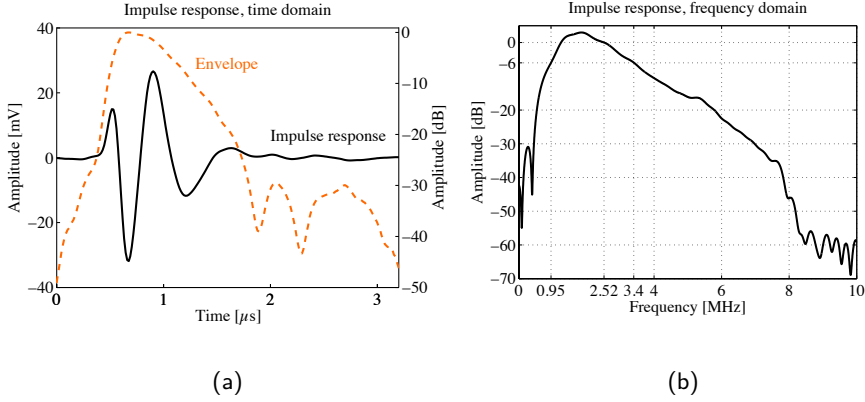 Impulse response, time domain
Amplitude [mV]
40
20
0
−20
−40
Envelope
Impulse response
0
−10
−20
−30
−40
−50
Amplitude [dB]
0 1 2 3
Time [μs]
(a)
Impulse response, frequency domain
Amplitude [dB]
0
−6
−20
−30
−40
−50
−60
−70
0 0.95 2.52 3.4 4 6 8 10
Frequency [MHz]
(b)